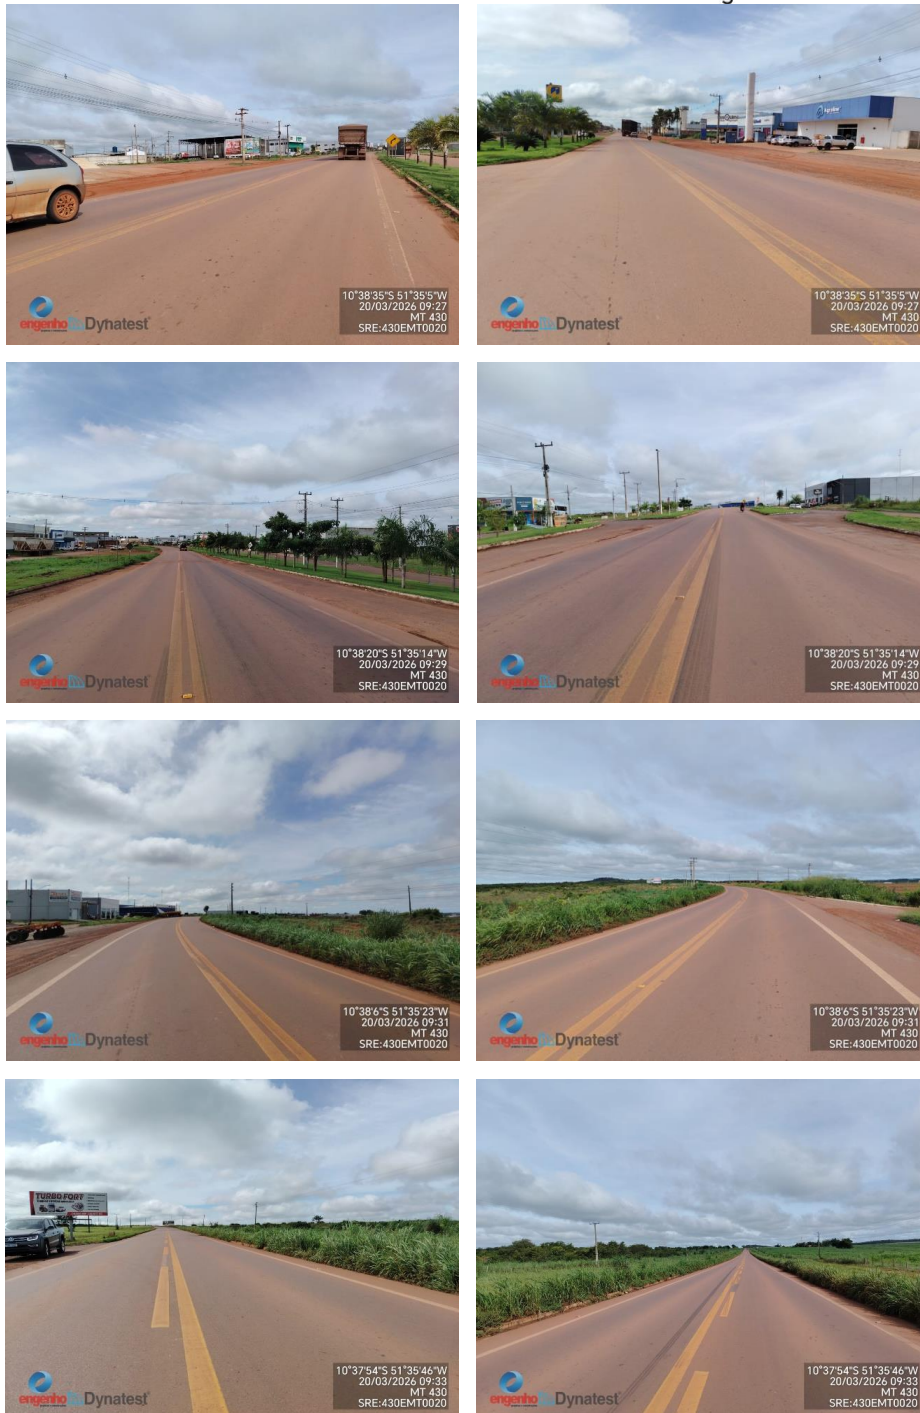 engenho Dynatest
10°38'35"S 51°35'5"W
20/03/2026 09:27
MT 430
SRE:430EMT0020
engenho Dynatest
10°38'35"S 51°35'5"W
20/03/2026 09:27
MT 430
SRE:430EMT0020
engenho Dynatest
10°38'20"S 51°35'14"W
20/03/2026 09:29
MT 430
SRE:430EMT0020
engenho Dynatest
10°38'20"S 51°35'14"W
20/03/2026 09:29
MT 430
SRE:430EMT0020
engenho Dynatest
10°38'6"S 51°35'23"W
20/03/2026 09:31
MT 430
SRE:430EMT0020
engenho Dynatest
10°38'6"S 51°35'23"W
20/03/2026 09:31
MT 430
SRE:430EMT0020
TURBO FORT
engenho Dynatest
10°37'54"S 51°35'46"W
20/03/2026 09:33
MT 430
SRE:430EMT0020
engenho Dynatest
10°37'54"S 51°35'46"W
20/03/2026 09:33
MT 430
SRE:430EMT0020